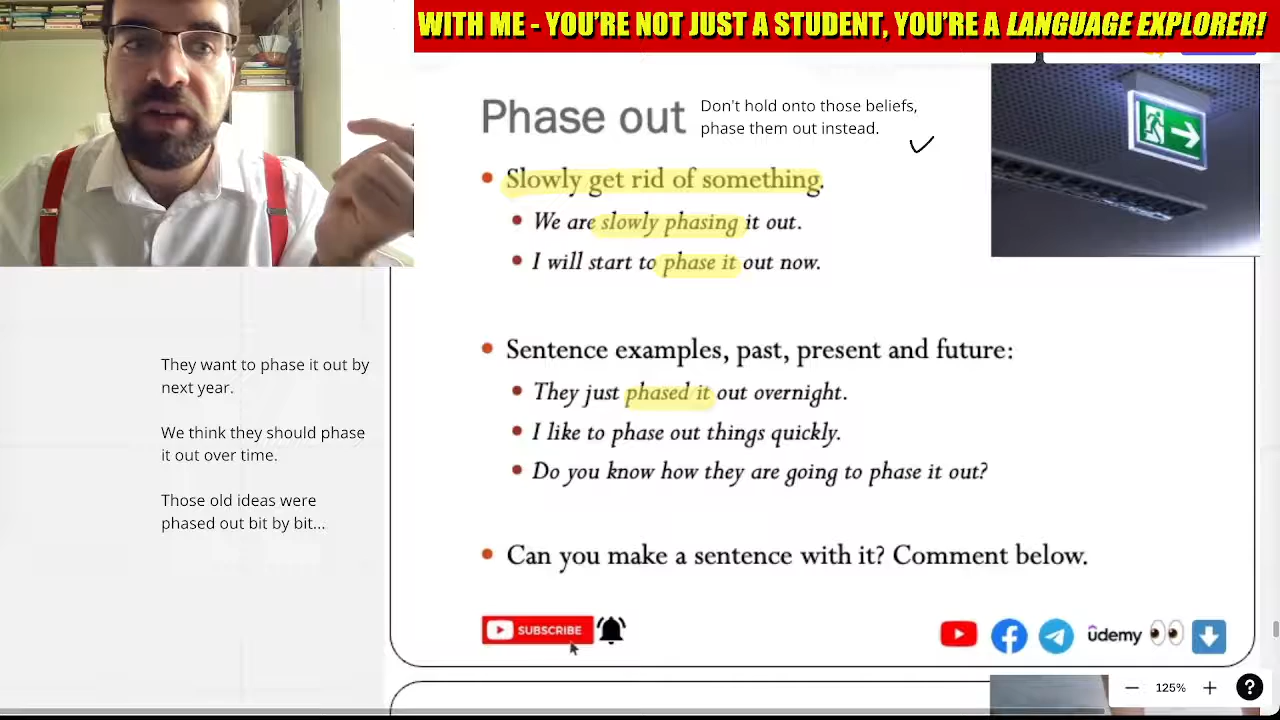 WITH ME - YOU'RE NOT JUST A STUDENT, YOU'RE A LANGUAGE EXPLORER!
Phase out
Don't hold onto those beliefs,
phase them out instead.
Slowly get rid of something.
We are slowly phasing it out.
I will start to phase it out now.
They want to phase it out by
next year.
We think they should phase
it out over time.
Those old ideas were
phased out bit by bit...
Sentence examples, past, present and future:
They just phased it out overnight.
I like to phase out things quickly.
Do you know how they are going to phase it out?
Can you make a sentence with it? Comment below.
SUBSCRIBE
ûdemy
125%
?